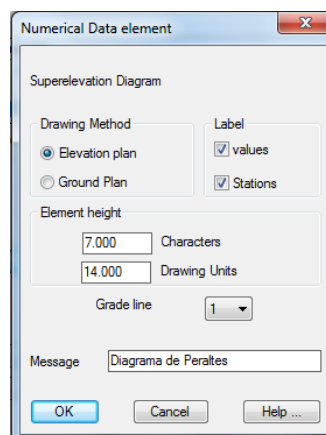 Numerical Data element
Superelevation Diagram
Drawing Method
Elevation plan
Ground Plan
Label
values
Stations
Element height
7.000 Characters
14.000 Drawing Units
Grade line 1
Message Diagrama de Peraltes
OK Cancel Help ...